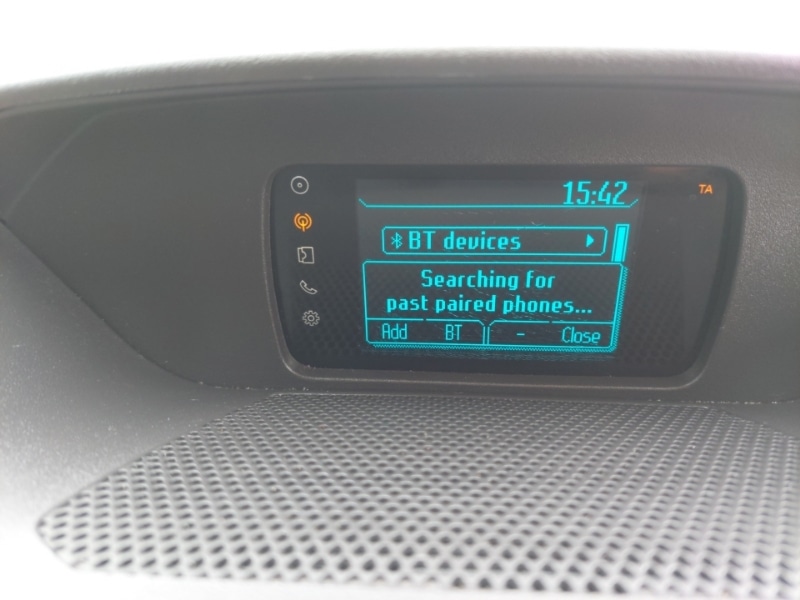 15:42
TA
BT devices
Searching for
past paired phones...
Add BT - Close